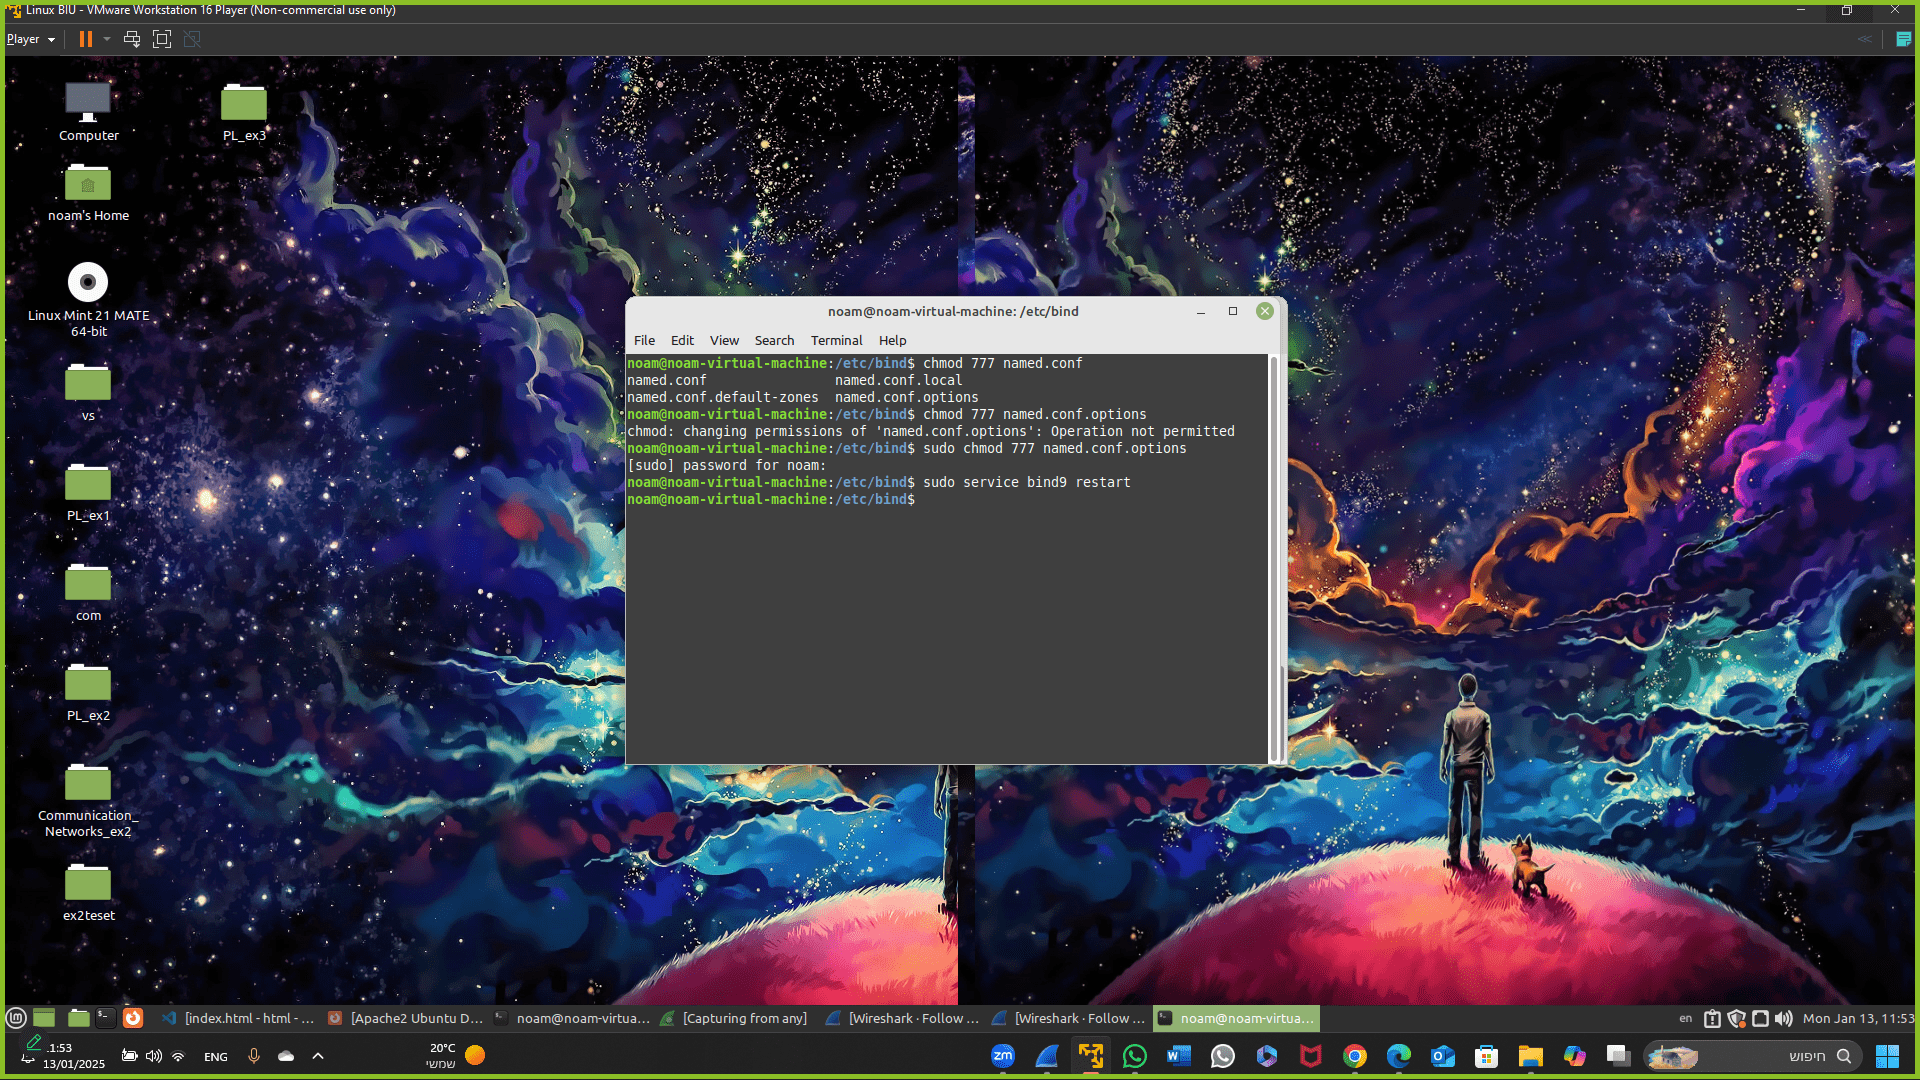 Linux BIU - VMware Workstation 16 Player (Non-commercial use only)
Player
Computer
PL_ex3
noam's Home
Linux Mint 21 MATE
64-bit
vs
PL_ex1
com
PL_ex2
Communication_
Networks_ex2
ex2teset
noam@noam-virtual-machine: /etc/bind
File Edit View Search Terminal Help
noam@noam-virtual-machine:/etc/bind$ chmod 777 named.conf
named.conf named.conf.local
named.conf.default-zones named.conf.options
noam@noam-virtual-machine:/etc/bind$ chmod 777 named.conf.options
chmod: changing permissions of 'named.conf.options': Operation not permitted
noam@noam-virtual-machine:/etc/bind$ sudo chmod 777 named.conf.options
[sudo] password for noam:
noam@noam-virtual-machine:/etc/bind$ sudo service bind9 restart
noam@noam-virtual-machine:/etc/bind$
[index.html - html - ...
[Apache2 Ubuntu D...
noam@noam-virtua...
[Capturing from any]
[Wireshark · Follow ...
[Wireshark · Follow ...
noam@noam-virtua...
en
Mon Jan 13, 11:53
11:53
13/01/2025
ENG
20°C
שמשי
zm
חיפוש